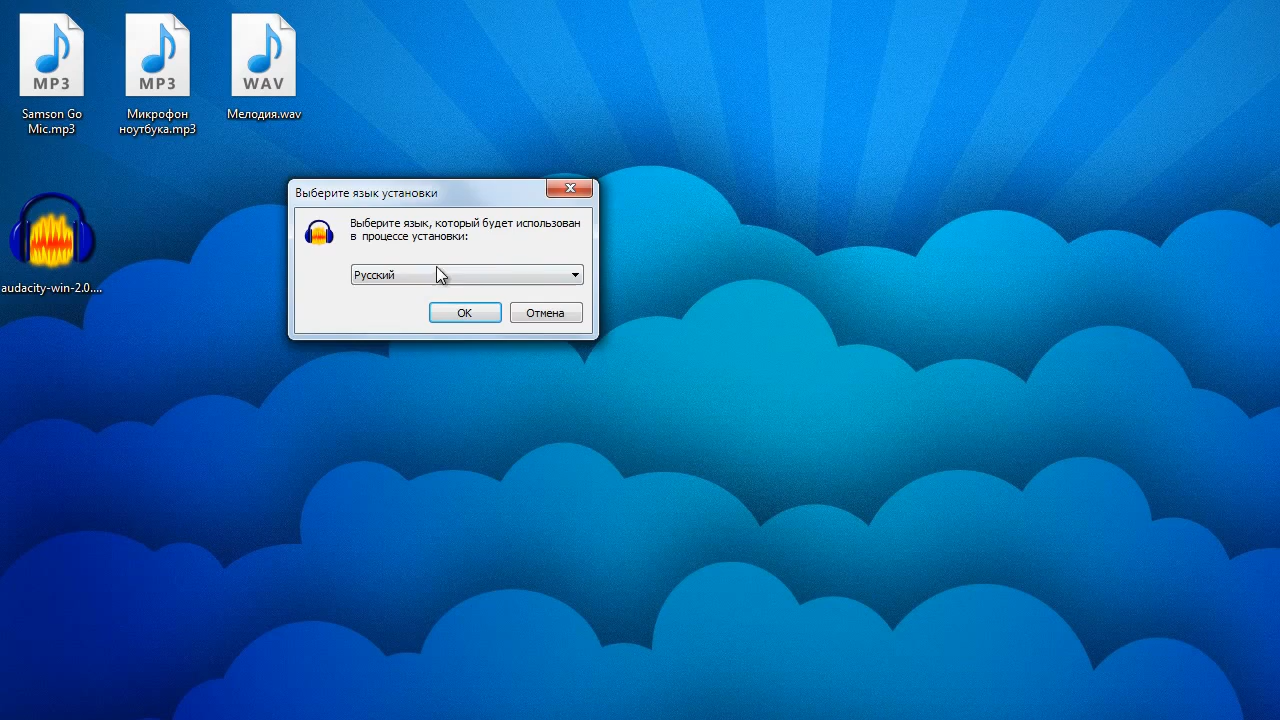 MP3
MP3
WAV
Samson Go
Mic.mp3
Микрофон
ноутбука.mp3
Мелодия.wav
audacity-win-2.0....
Выберите язык установки
Выберите язык, который будет использован
в процессе установки:
Русский
OK
Отмена